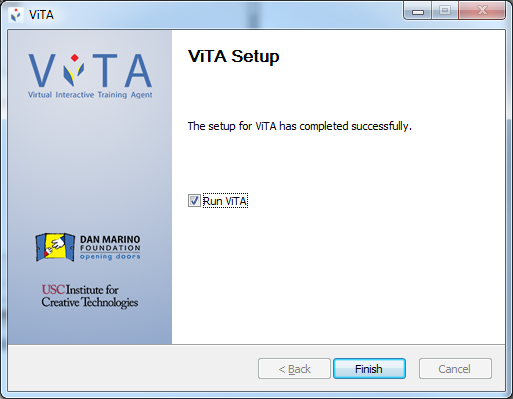 ViTA
ViTA
Virtual Interactive Training Agent
DAN MARINO
FOUNDATION
opening doors
USC Institute for
Creative Technologies
ViTA Setup
The setup for ViTA has completed successfully.
Run ViTA
< Back
Finish
Cancel